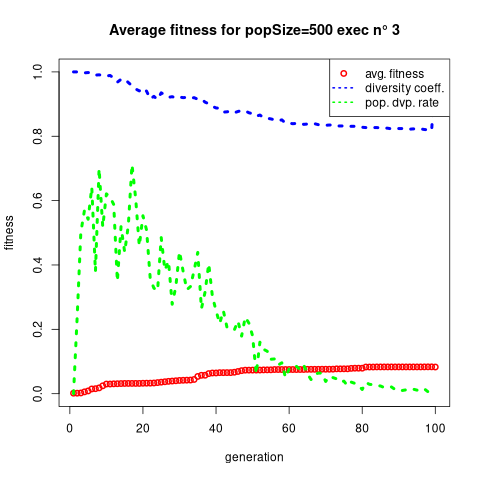 Average fitness for popSize=500 exec n° 3
avg. fitness
diversity coeff.
pop. dvp. rate
fitness
1.0
0.8
0.6
0.4
0.2
0.0
0 20 40 60 80 100
generation